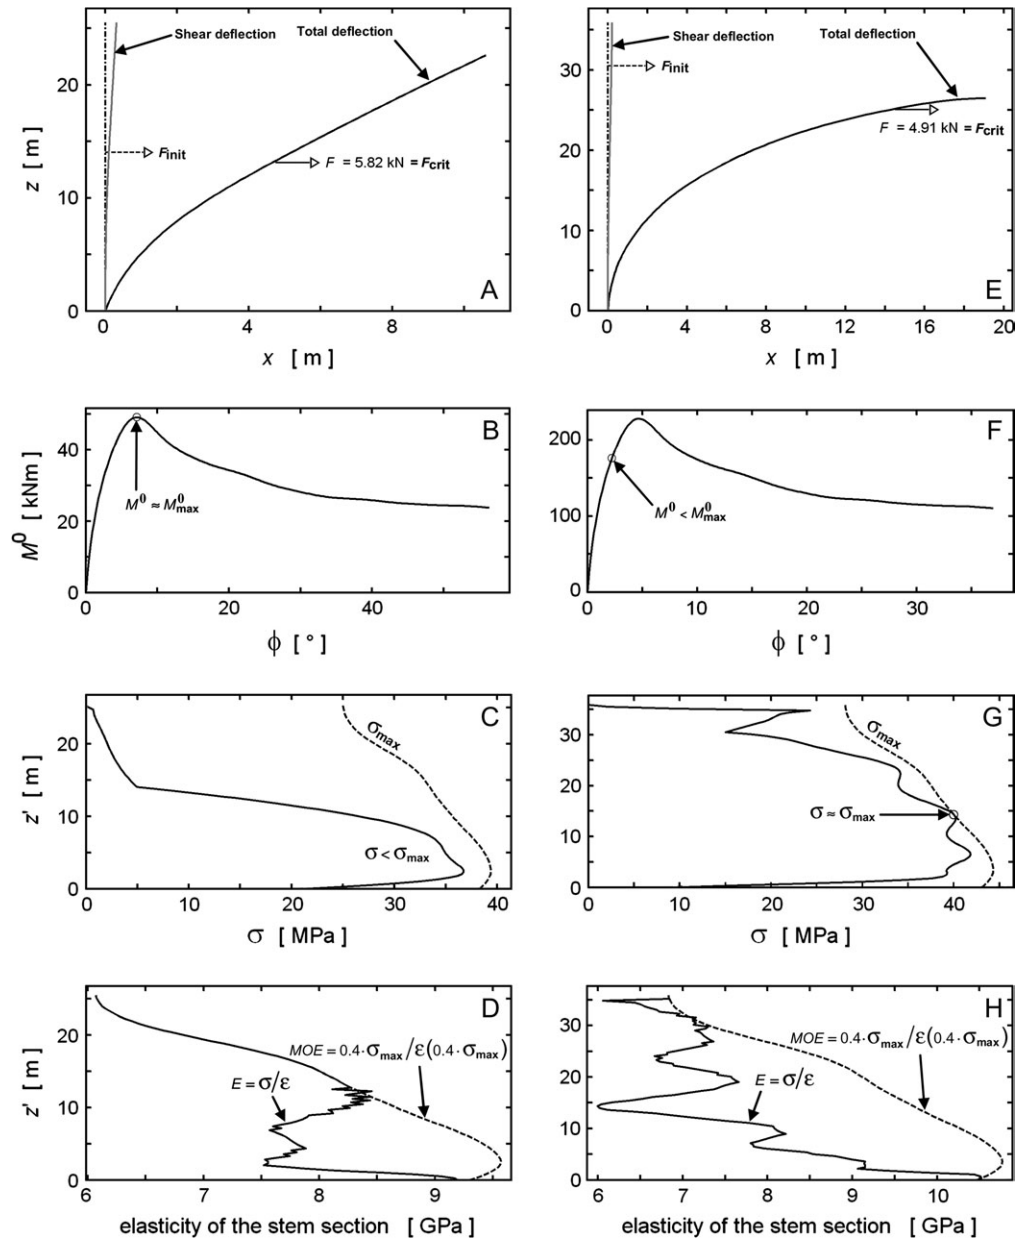 Shear deflection
Total deflection
F init
F = 5.82 kN = F crit
A
z [ m ]
20
10
0
0
4
8
x [ m ]
Shear deflection
Total deflection
F init
F = 4.91 kN = F crit
E
30
20
10
0
0
4
8
12
16
20
x [ m ]
B
M⁰ ≈ M⁰max
M⁰ [ kNm ]
40
20
0
0
20
40
ϕ [ ° ]
F
M⁰ < M⁰max
200
100
0
0
10
20
30
ϕ [ ° ]
C
σmax
σ < σmax
z' [ m ]
20
10
0
0
10
20
30
40
σ [ MPa ]
G
σmax
σ ≈ σmax
30
20
10
0
0
10
20
30
40
σ [ MPa ]
D
MOE = 0.4·σmax/ε(0.4·σmax)
E = σ/ε
z' [ m ]
20
10
0
6
7
8
9
elasticity of the stem section [ GPa ]
H
MOE = 0.4·σmax/ε(0.4·σmax)
E = σ/ε
30
20
10
0
6
7
8
9
10
elasticity of the stem section [ GPa ]